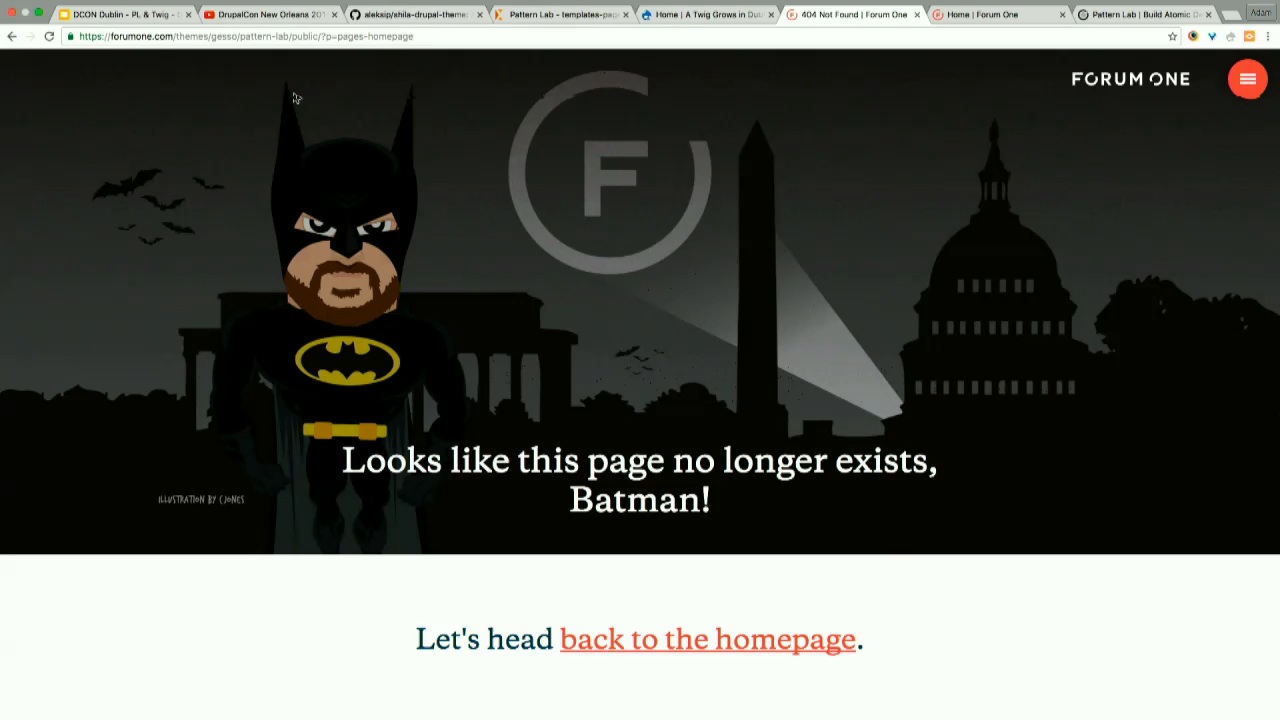 DCON Dublin - PL & Twig -
DrupalCon New Orleans 201
aleksip/shila-drupal-theme:
Pattern Lab - templates-pag
Home | A Twig Grows in Du
404 Not Found | Forum One
Home | Forum One
Pattern Lab | Build Atomic De
Adam
https://forumone.com/themes/gesso/pattern-lab/public/?p=pages-homepage
FORUM ONE
F
Looks like this page no longer exists,
Batman!
ILLUSTRATION BY CJONES
Let's head back to the homepage.